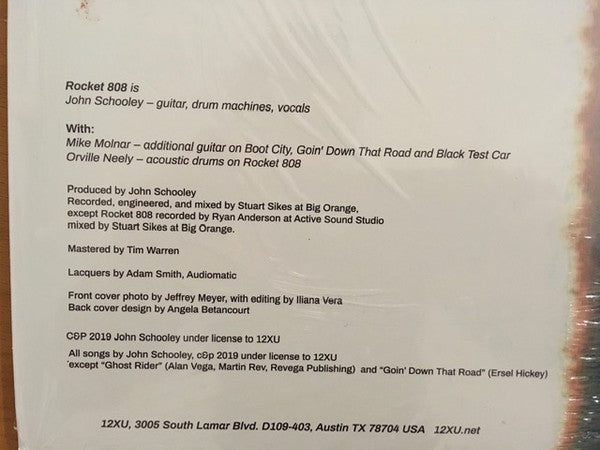 Rocket 808 is
John Schooley – guitar, drum machines, vocals
With:
Mike Molnar – additional guitar on Boot City, Goin' Down That Road and Black Test Car
Orville Neely – acoustic drums on Rocket 808
Produced by John Schooley
Recorded, engineered, and mixed by Stuart Sikes at Big Orange,
except Rocket 808 recorded by Ryan Anderson at Active Sound Studio
mixed by Stuart Sikes at Big Orange.
Mastered by Tim Warren
Lacquers by Adam Smith, Audiomatic
Front cover photo by Jeffrey Meyer, with editing by Iliana Vera
Back cover design by Angela Betancourt
C&P 2019 John Schooley under license to 12XU
All songs by John Schooley, c&p 2019 under license to 12XU
except "Ghost Rider" (Alan Vega, Martin Rev, Revega Publishing) and "Goin' Down That Road" (Ersel Hickey)
12XU, 3005 South Lamar Blvd. D109-403, Austin TX 78704 USA 12XU.net